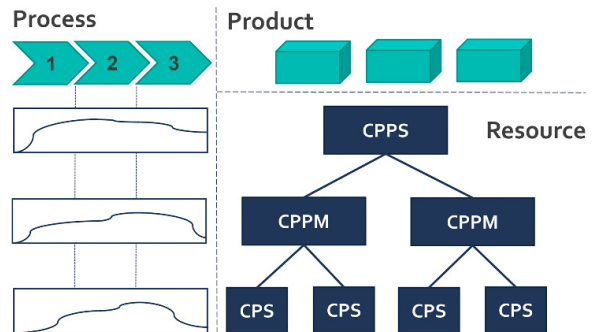 Process
1 2 3
Product
Resource
CPPS
CPPM CPPM
CPS CPS CPS CPS